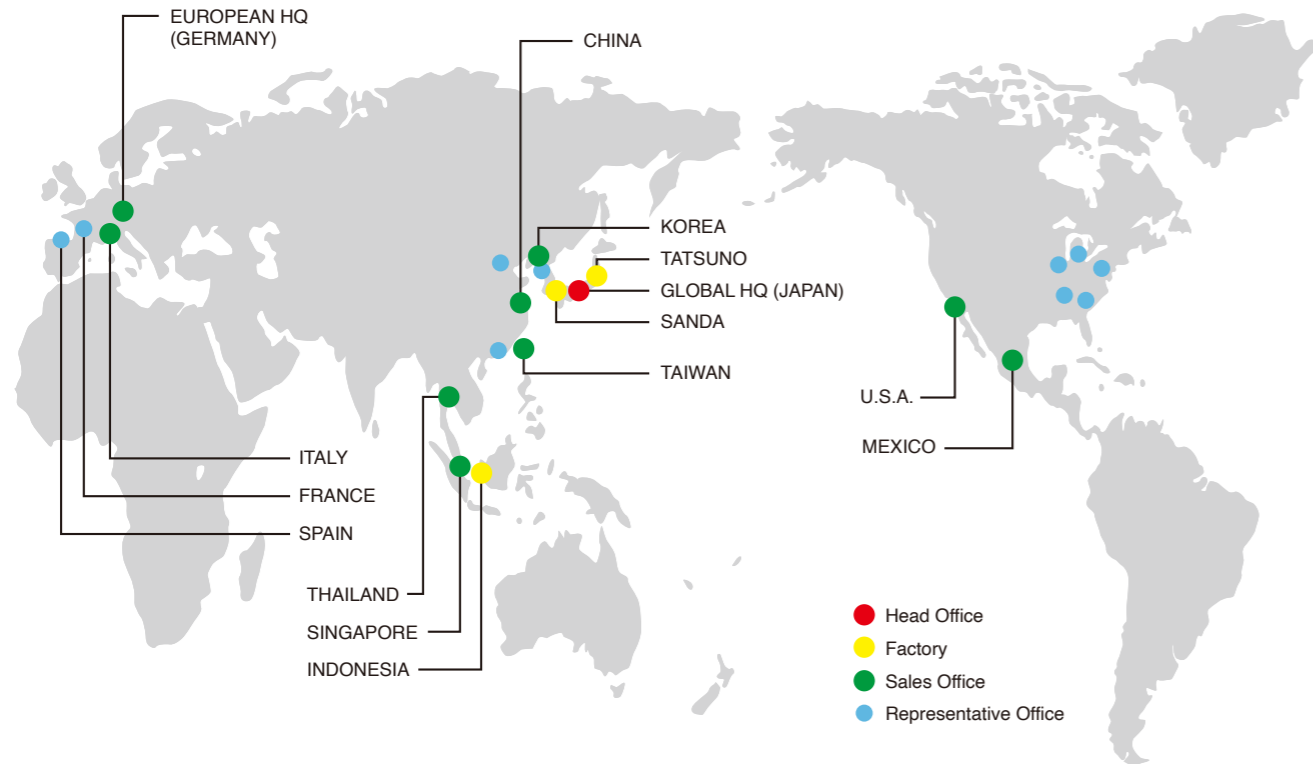 EUROPEAN HQ
(GERMANY)
CHINA
KOREA
TATSUNO
GLOBAL HQ (JAPAN)
SANDA
TAIWAN
U.S.A.
MEXICO
ITALY
FRANCE
SPAIN
THAILAND
SINGAPORE
INDONESIA
Head Office
Factory
Sales Office
Representative Office